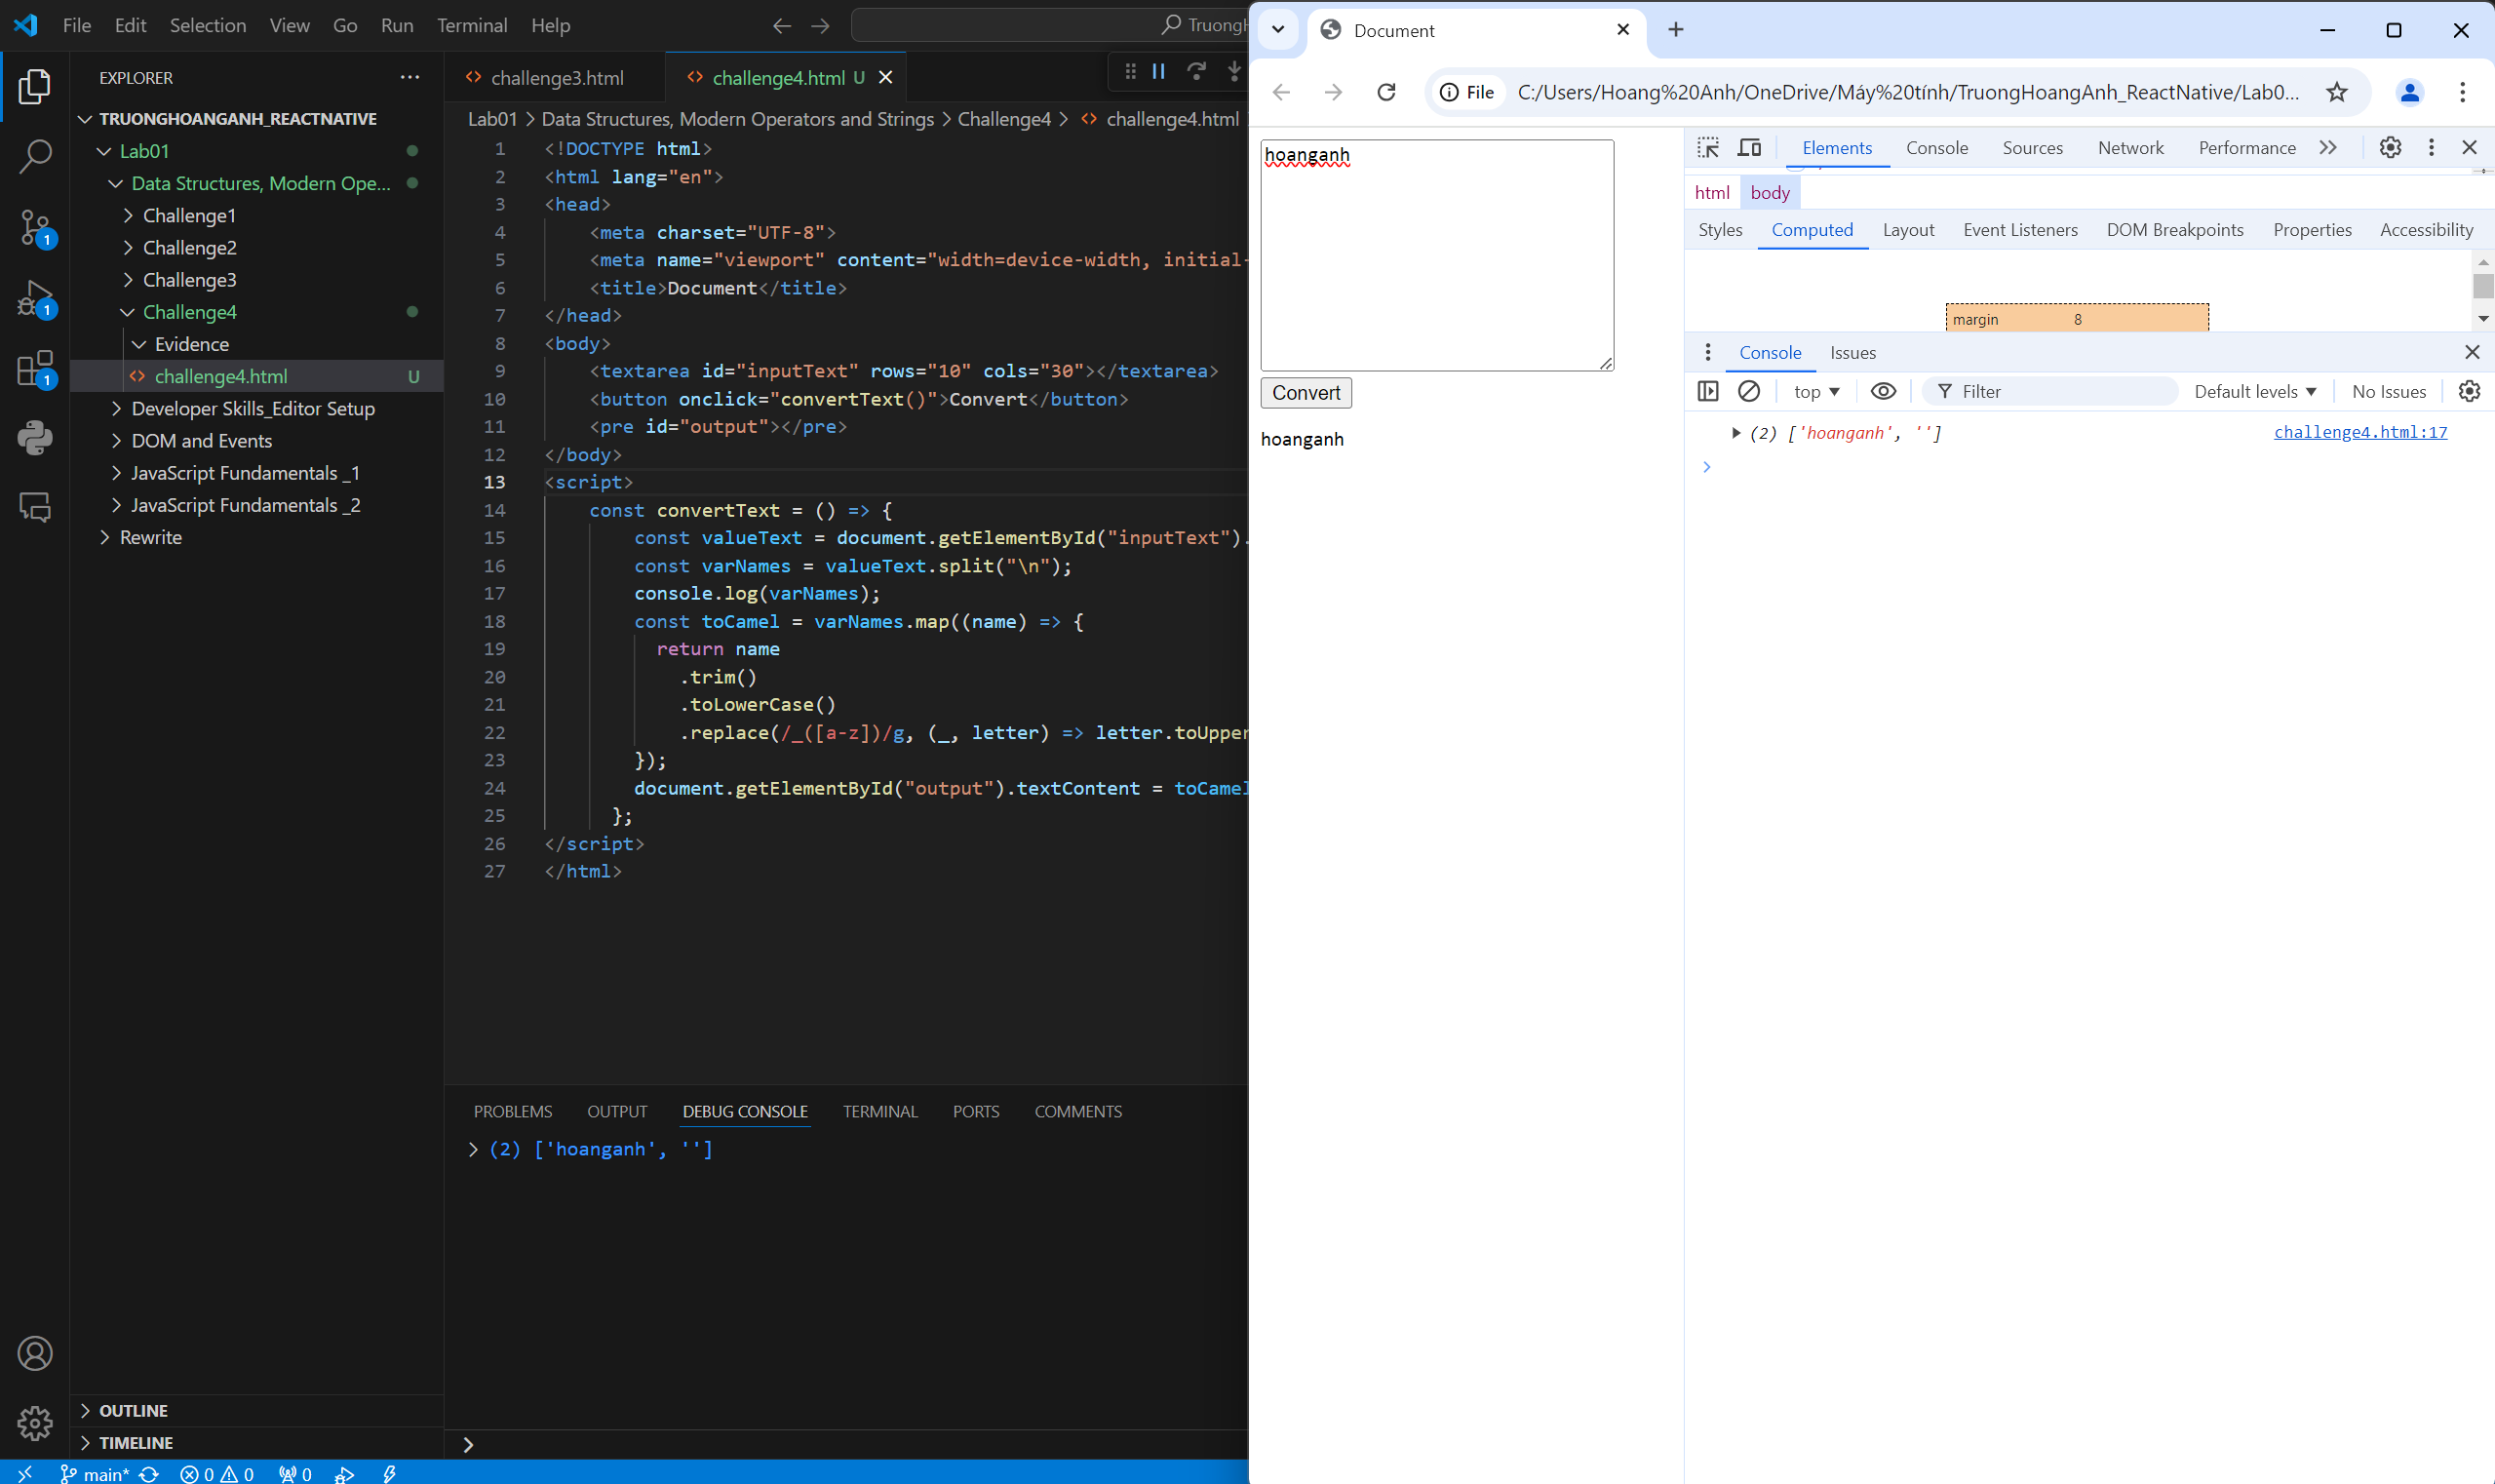 File Edit Selection View Go Run Terminal Help
TruongH
EXPLORER
TRUONGHOANGANH_REACTNATIVE
Lab01
Data Structures, Modern Ope...
Challenge1
Challenge2
Challenge3
Challenge4
Evidence
challenge4.html U
Developer Skills_Editor Setup
DOM and Events
JavaScript Fundamentals _1
JavaScript Fundamentals _2
Rewrite
OUTLINE
TIMELINE
1
1
1
challenge3.html
challenge4.html U
Lab01 > Data Structures, Modern Operators and Strings > Challenge4 > challenge4.html
1 <!DOCTYPE html>
2 <html lang="en">
3 <head>
4 <meta charset="UTF-8">
5 <meta name="viewport" content="width=device-width, initial-
6 <title>Document</title>
7 </head>
8 <body>
9 <textarea id="inputText" rows="10" cols="30"></textarea>
10 <button onclick="convertText()">Convert</button>
11 <pre id="output"></pre>
12 </body>
13 <script>
14 const convertText = () => {
15 const valueText = document.getElementById("inputText").
16 const varNames = valueText.split("\n");
17 console.log(varNames);
18 const toCamel = varNames.map((name) => {
19 return name
20 .trim()
21 .toLowerCase()
22 .replace(/_([a-z])/g, (_, letter) => letter.toUpper
23 });
24 document.getElementById("output").textContent = toCamel
25 };
26 </script>
27 </html>
PROBLEMS OUTPUT DEBUG CONSOLE TERMINAL PORTS COMMENTS
(2) ['hoanganh', '']
main* 0 0 0
Document
File C:/Users/Hoang%20Anh/OneDrive/Máy%20tính/TruongHoangAnh_ReactNative/Lab0...
hoanganh
Convert
hoanganh
Elements Console Sources Network Performance
html body
Styles Computed Layout Event Listeners DOM Breakpoints Properties Accessibility
margin 8
Console Issues
top Filter Default levels No Issues
(2) ['hoanganh', ''] challenge4.html:17